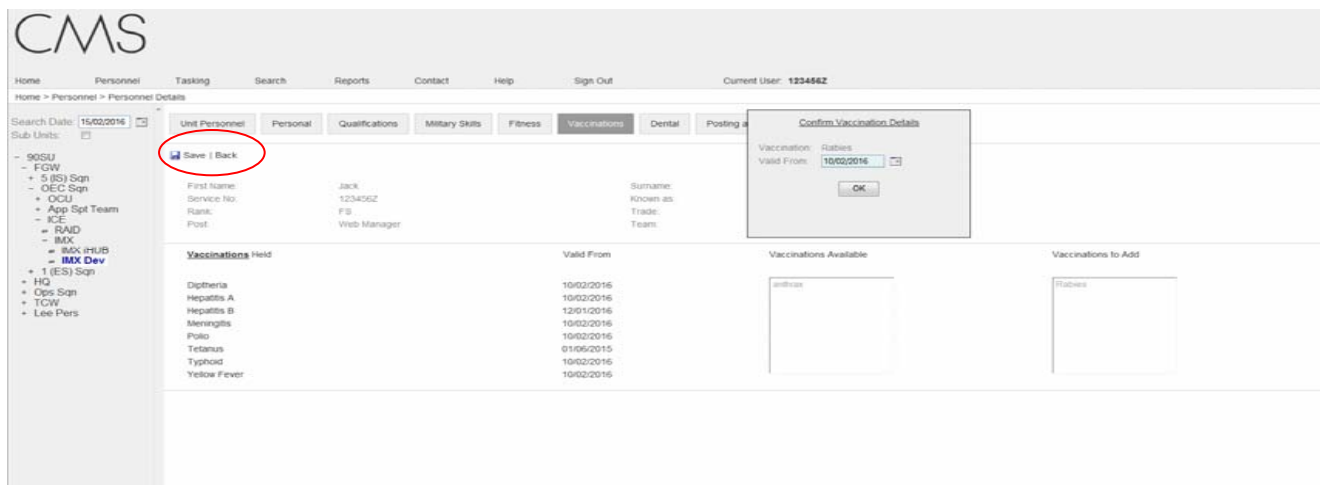 CMS
Home Personnel Tasking Search Reports Contact Help Sign Out Current User: 123456Z
Home > Personnel > Personnel Details
Search Date: 15/02/2016
Sub Units:
− 90SU
− FGW
+ 5 (IS) Sqn
− OEC Sqn
+ OCU
+ App Spt Team
− ICE
RAID
− IMX
IMX iHUB
IMX Dev
+ 1 (ES) Sqn
+ HQ
+ Ops Sqn
+ TCW
+ Lee Pers
Unit Personnel Personal Qualifications Military Skills Fitness Vaccinations Dental Posting a
Save | Back
First Name: Jack Surname:
Service No: 123456Z Known as
Rank: FS Trade:
Post: Web Manager Team:
Confirm Vaccination Details
Vaccination: Rabies
Valid From: 10/02/2016
OK
Vaccinations Held Valid From Vaccinations Available Vaccinations to Add
Diptheria 10/02/2016 anthrax Rabies
Hepatitis A 10/02/2016
Hepatitis B 12/01/2016
Meningitis 10/02/2016
Polio 10/02/2016
Tetanus 01/06/2015
Typhoid 10/02/2016
Yellow Fever 10/02/2016